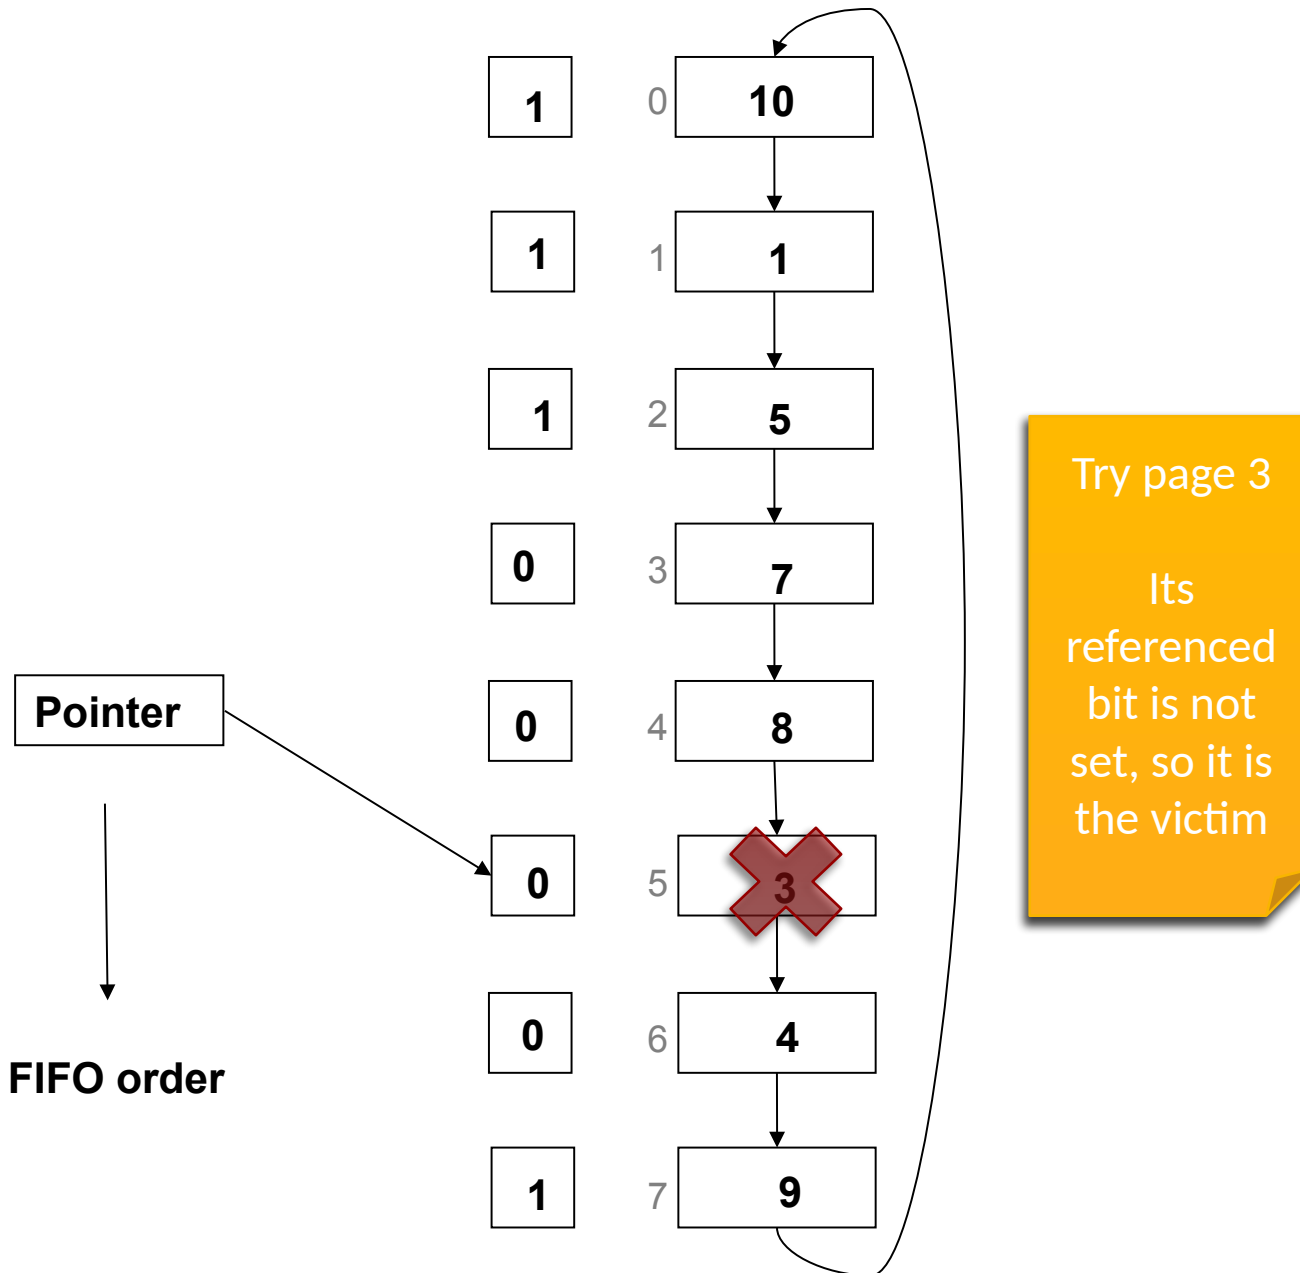 1 0 10
1 1 1
1 2 5
Try page 3
0 3 7
Its
referenced
bit is not
set, so it is
the victim
Pointer
0 4 8
0 5 3
0 6 4
FIFO order
1 7 9